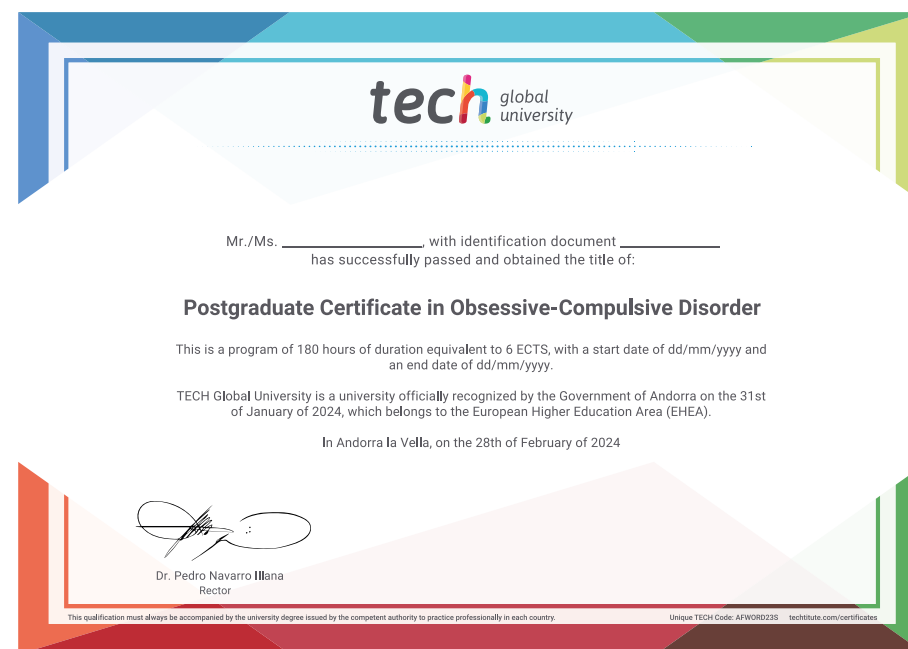 tech global
university
Mr./Ms. ____________, with identification document ____________
has successfully passed and obtained the title of:
Postgraduate Certificate in Obsessive-Compulsive Disorder
This is a program of 180 hours of duration equivalent to 6 ECTS, with a start date of dd/mm/yyyy and
an end date of dd/mm/yyyy.
TECH Global University is a university officially recognized by the Government of Andorra on the 31st
of January of 2024, which belongs to the European Higher Education Area (EHEA).
In Andorra la Vella, on the 28th of February of 2024
Dr. Pedro Navarro Illana
Rector
This qualification must always be accompanied by the university degree issued by the competent authority to practice professionally in each country.
Unique TECH Code: AFWORD23S techtitute.com/certificates